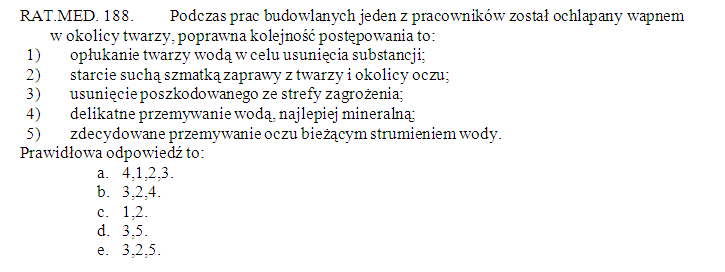 RAT.MED. 188. Podczas prac budowlanych jeden z pracowników został ochlapany wapnem
w okolicy twarzy, poprawna kolejność postępowania to:
1) opłukanie twarzy wodą w celu usunięcia substancji;
2) starcie suchą szmatką zaprawy z twarzy i okolicy oczu;
3) usunięcie poszkodowanego ze strefy zagrożenia;
4) delikatne przemywanie wodą, najlepiej mineralną;
5) zdecydowane przemywanie oczu bieżącym strumieniem wody.
Prawidłowa odpowiedź to:
a. 4,1,2,3.
b. 3,2,4.
c. 1,2.
d. 3,5.
e. 3,2,5.